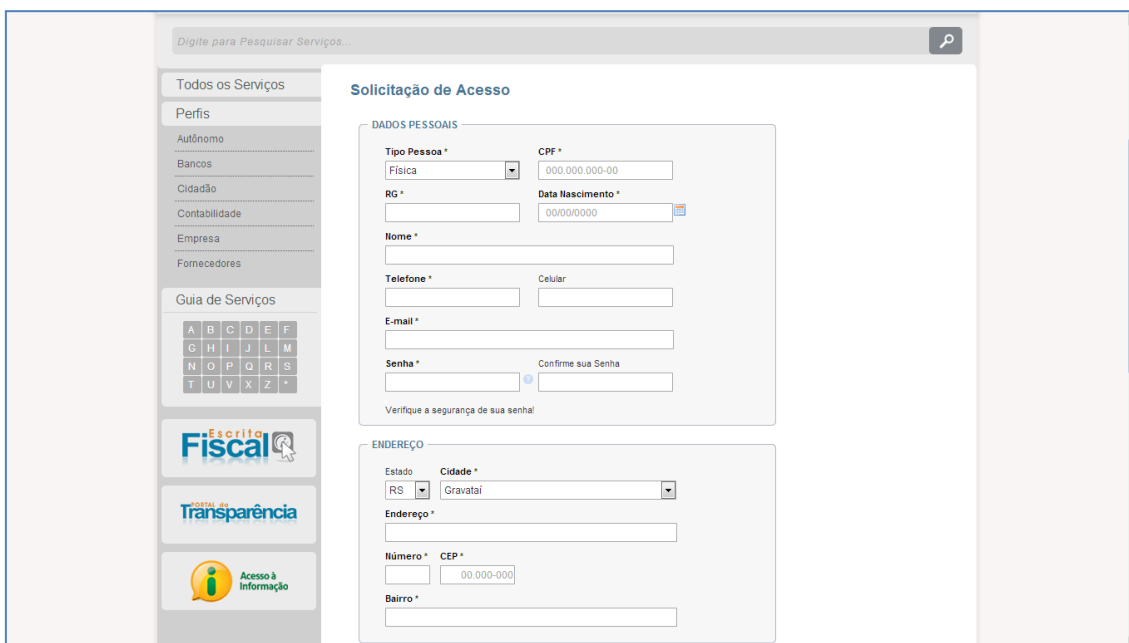 Digite para Pesquisar Serviços...
Todos os Serviços
Perfis
Autônomo
Bancos
Cidadão
Contabilidade
Empresa
Fornecedores
Guia de Serviços
A B C D E F
G H I J L M
N O P Q R S
T U V X Z *
Escrita
Fiscal
PORTAL da
Transparência
Acesso à
Informação
Solicitação de Acesso
DADOS PESSOAIS
Tipo Pessoa * CPF *
Física 000.000.000-00
RG * Data Nascimento *
00/00/0000
Nome *
Telefone * Celular
E-mail *
Senha * Confirme sua Senha
?
Verifique a segurança de sua senha!
ENDEREÇO
Estado Cidade *
RS Gravataí
Endereço *
Número * CEP *
00.000-000
Bairro *